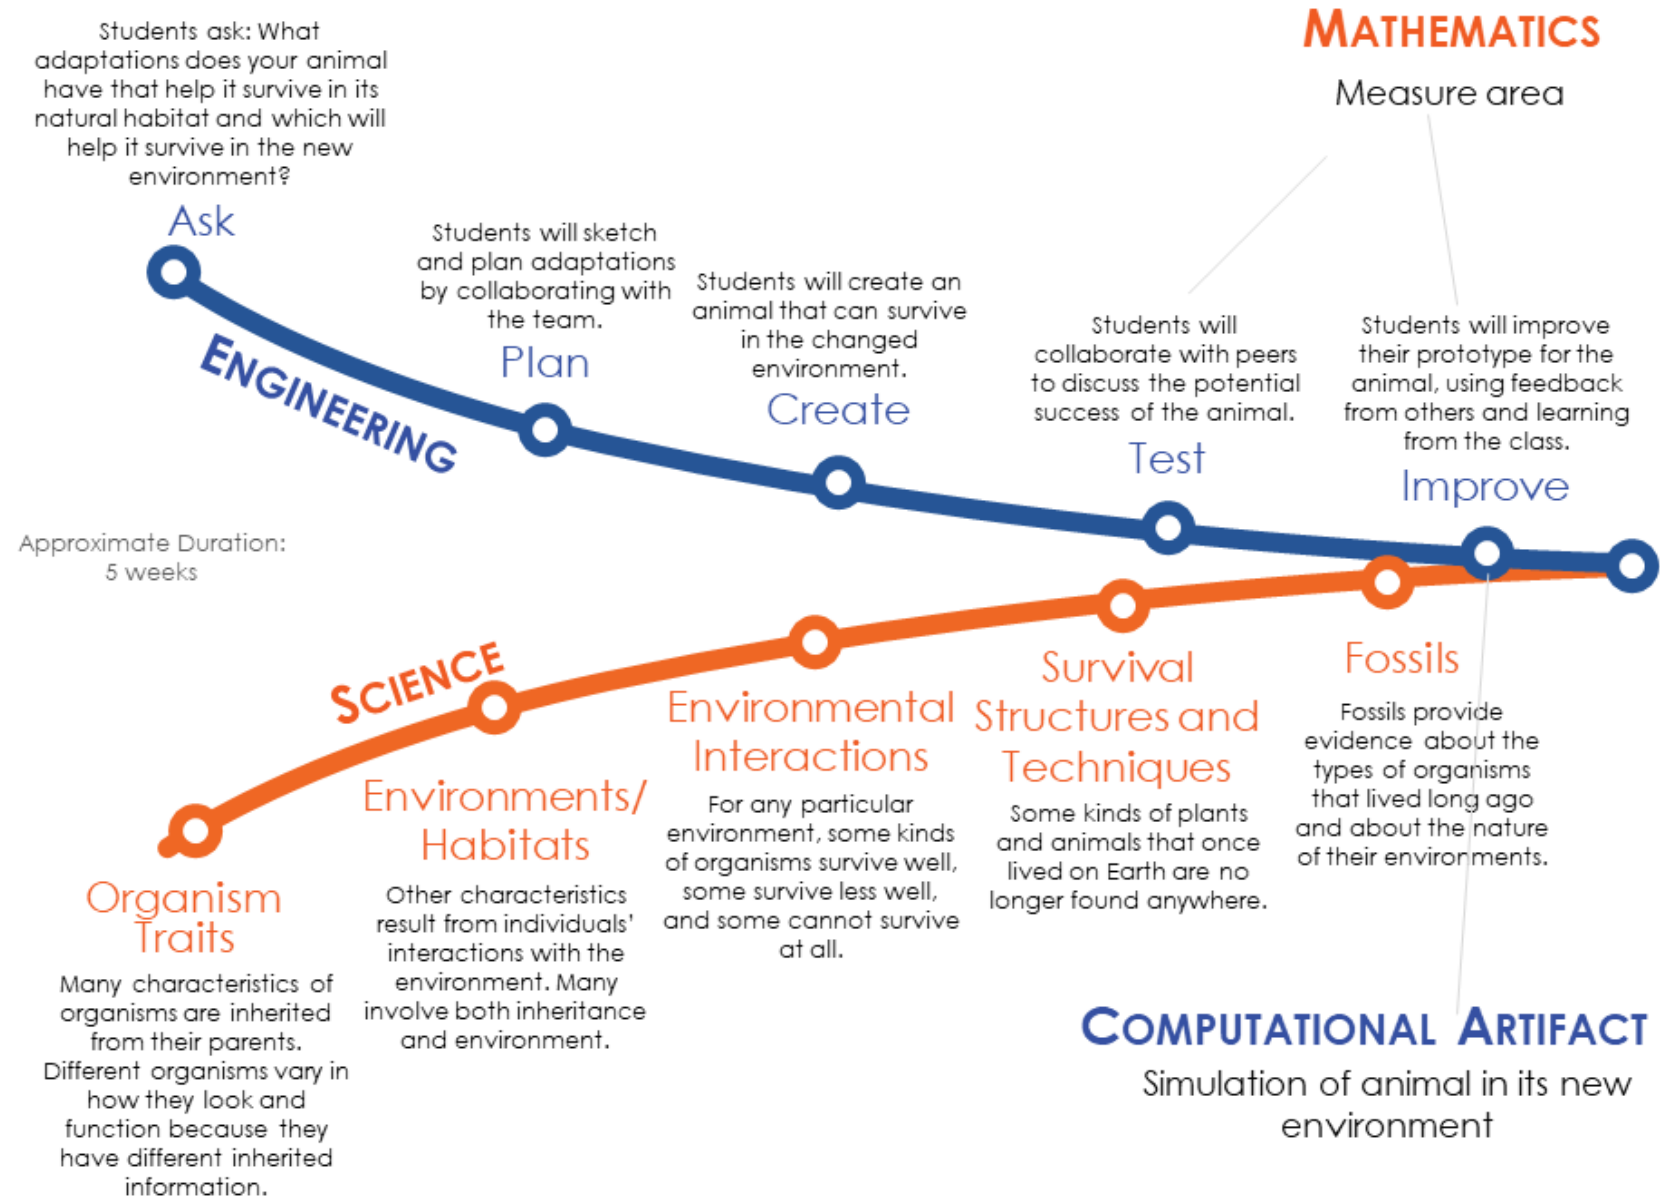 Students ask: What
adaptations does your animal
have that help it survive in its
natural habitat and which will
help it survive in the new
environment?
Ask
MATHEMATICS
Measure area
Students will sketch
and plan adaptations
by collaborating with
the team.
Plan
Students will create an
animal that can survive
in the changed
environment.
Create
Students will
collaborate with peers
to discuss the potential
success of the animal.
Test
Students will improve
their prototype for the
animal, using feedback
from others and learning
from the class.
Improve
ENGINEERING
Approximate Duration:
5 weeks
SCIENCE
Organism
Traits
Many characteristics of
organisms are inherited
from their parents.
Different organisms vary in
how they look and
function because they
have different inherited
information.
Environments/
Habitats
Other characteristics
result from individuals'
interactions with the
environment. Many
involve both inheritance
and environment.
Environmental
Interactions
For any particular
environment, some kinds
of organisms survive well,
some survive less well,
and some cannot survive
at all.
Survival
Structures and
Techniques
Some kinds of plants
and animals that once
lived on Earth are no
longer found anywhere.
Fossils
Fossils provide
evidence about the
types of organisms
that lived long ago
and about the nature
of their environments.
COMPUTATIONAL ARTIFACT
Simulation of animal in its new
environment